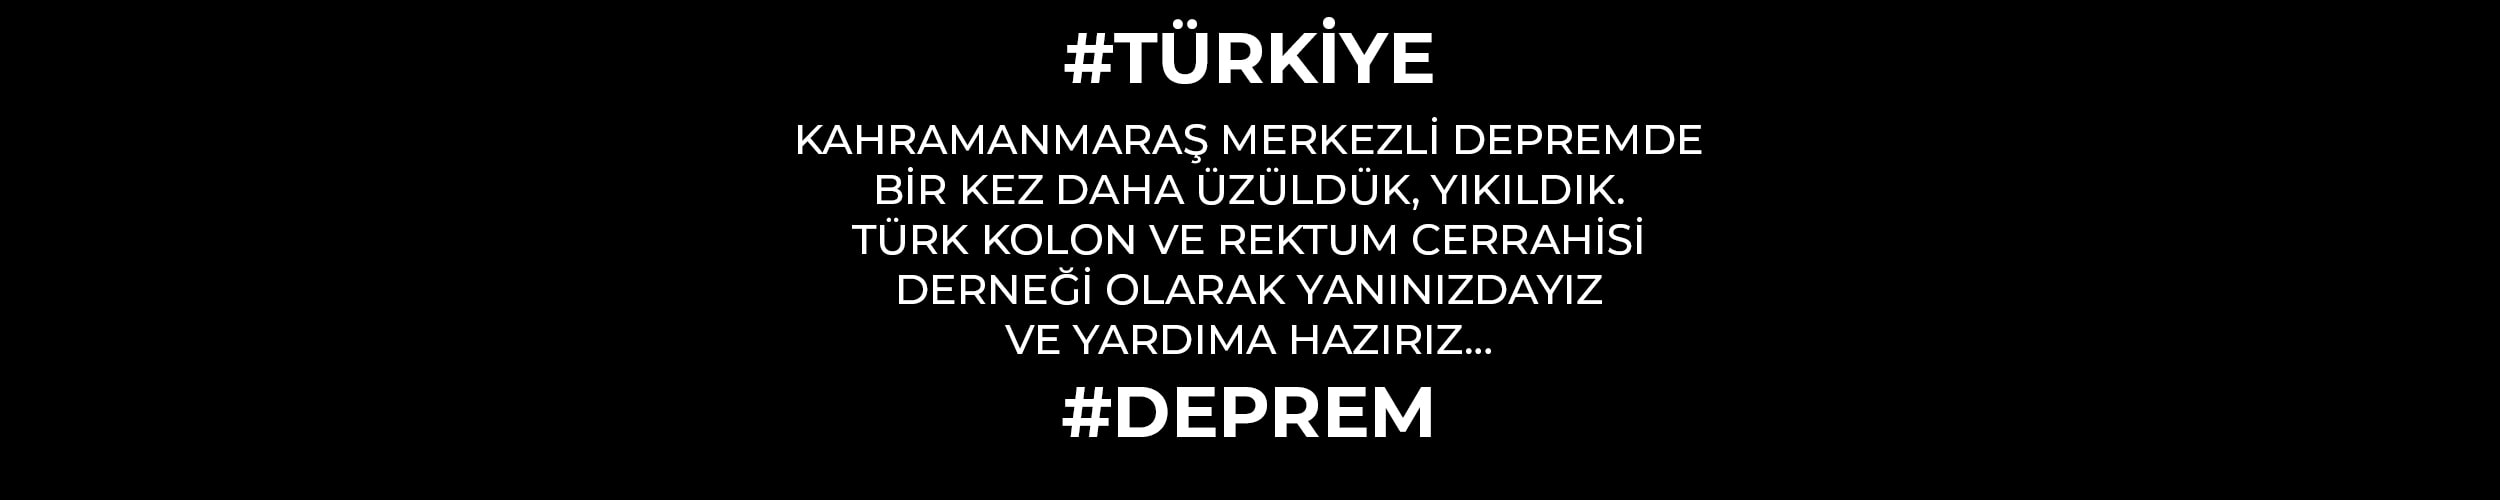 #TÜRKİYE
KAHRAMANMARAŞ MERKEZLİ DEPREMDE
BİR KEZ DAHA ÜZÜLDÜK, YIKILDIK.
TÜRK KOLON VE REKTUM CERRAHİSİ
DERNEĞİ OLARAK YANINIZDAYIZ
VE YARDIMA HAZIRIZ...
#DEPREM